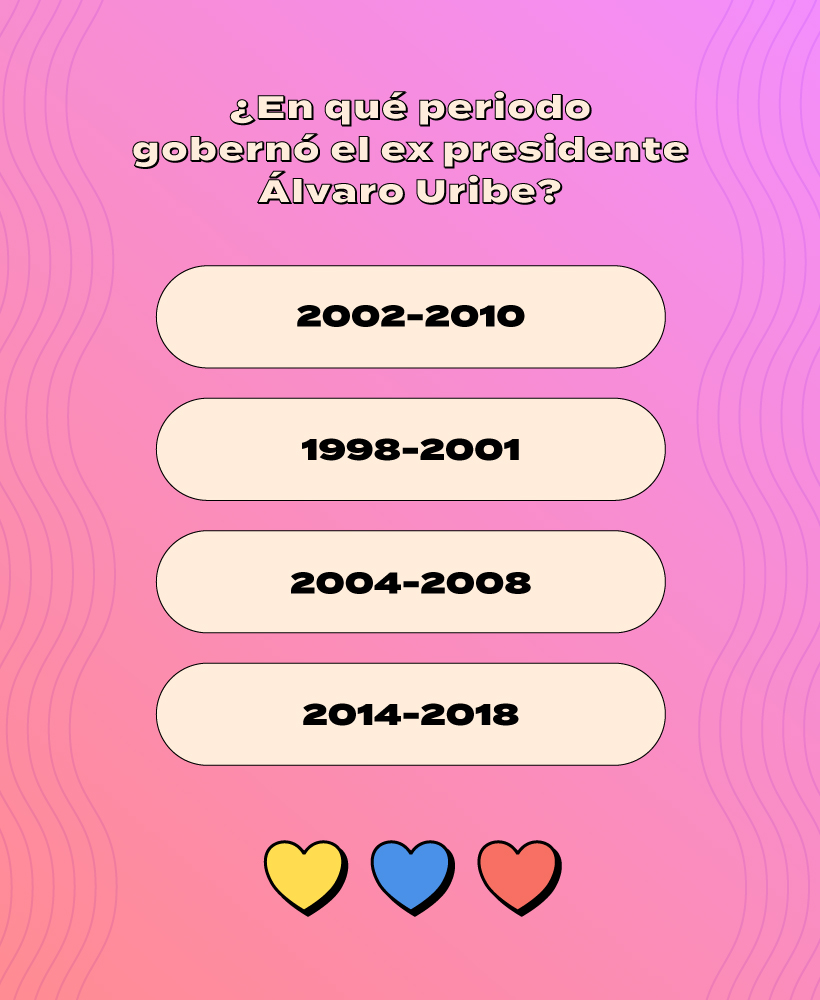 ¿En qué periodo
gobernó el ex presidente
Álvaro Uribe?
2002-2010
1998-2001
2004-2008
2014-2018